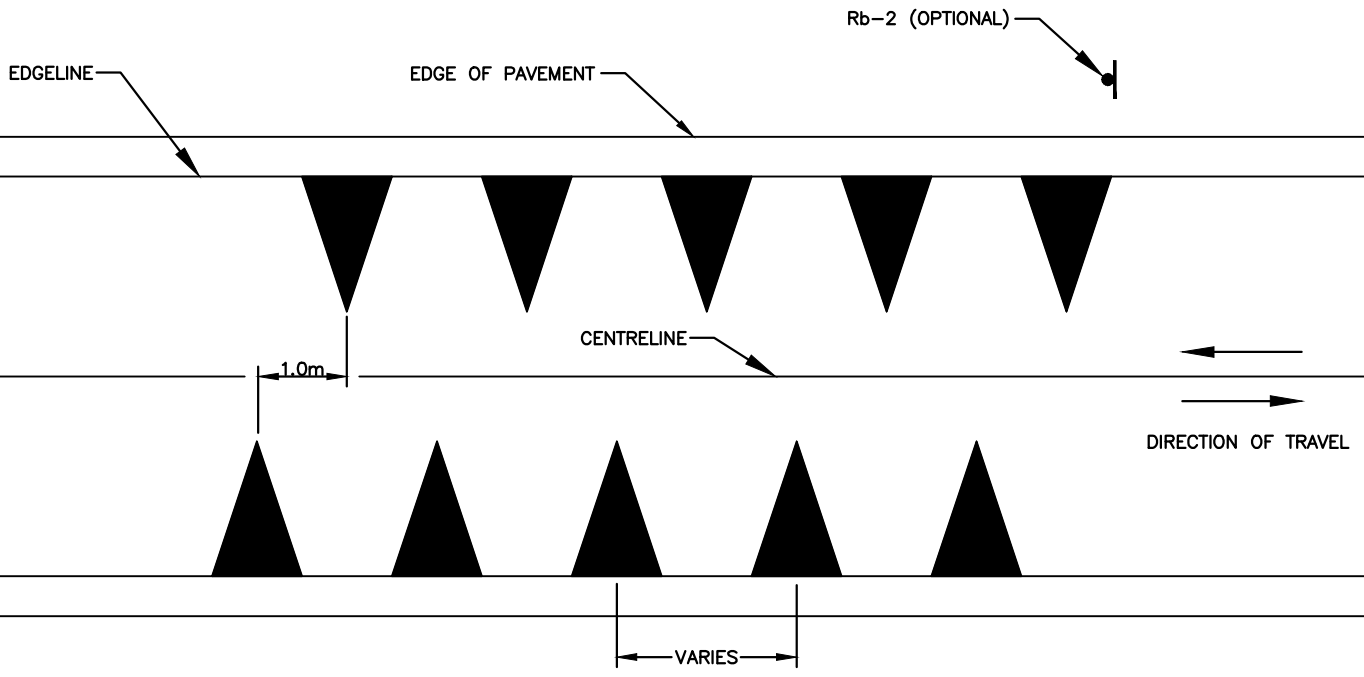 Rb-2 (OPTIONAL)
EDGELINE
EDGE OF PAVEMENT
CENTRELINE
1.0m
DIRECTION OF TRAVEL
VARIES